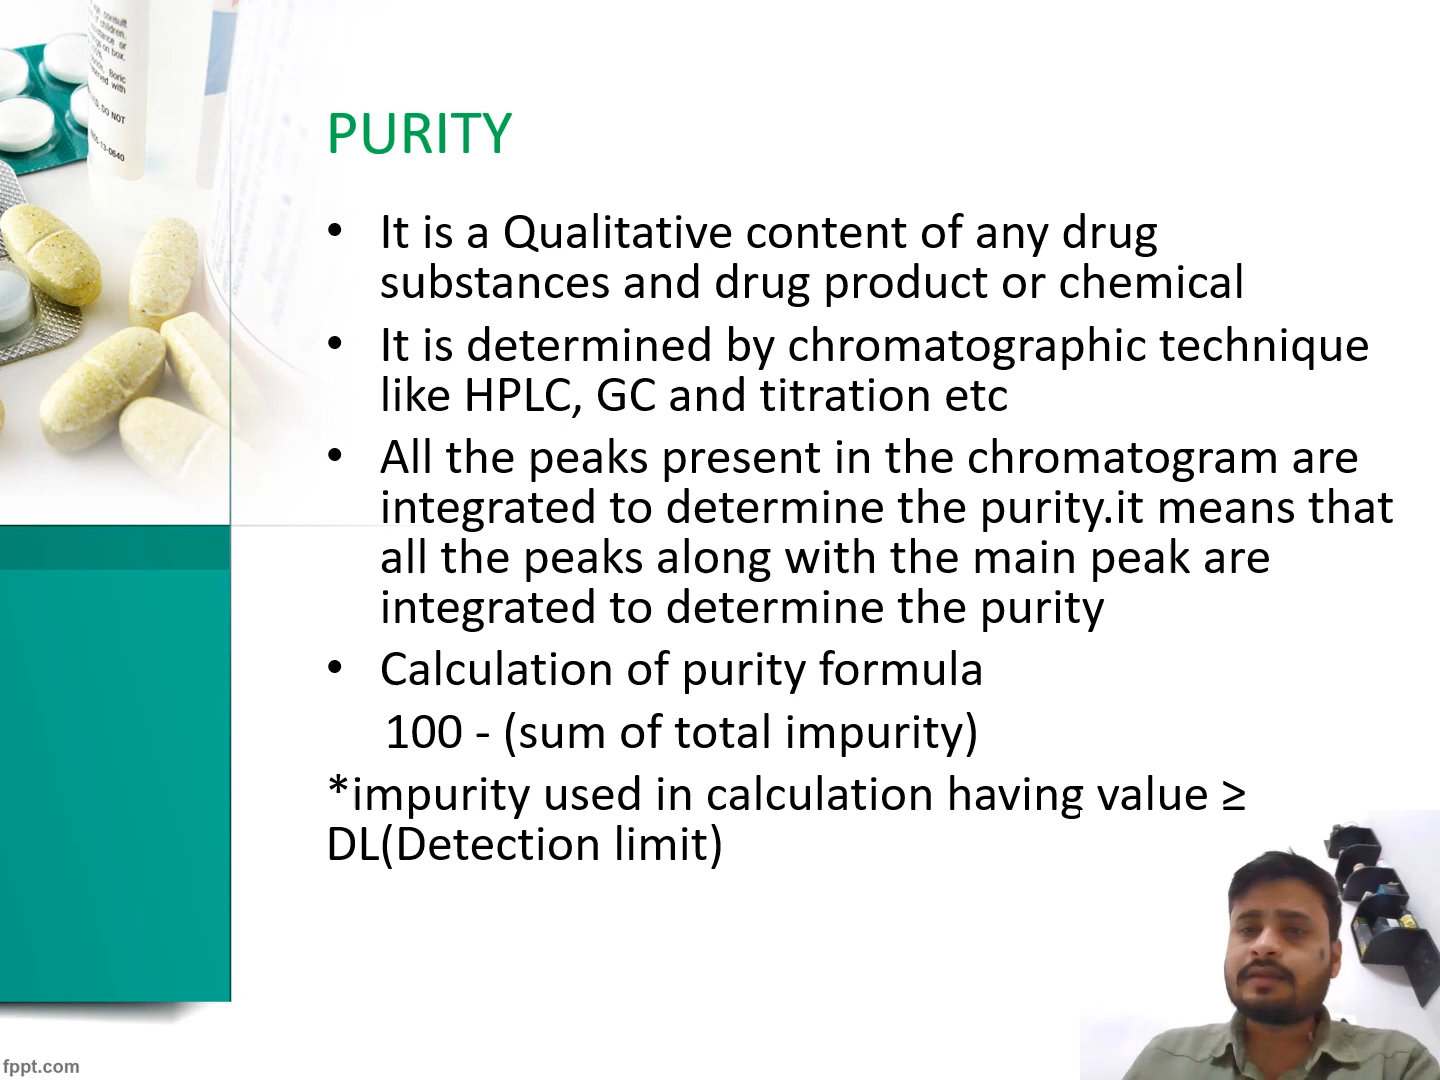 PURITY
• It is a Qualitative content of any drug
substances and drug product or chemical
• It is determined by chromatographic technique
like HPLC, GC and titration etc
• All the peaks present in the chromatogram are
integrated to determine the purity.it means that
all the peaks along with the main peak are
integrated to determine the purity
• Calculation of purity formula
100 - (sum of total impurity)
*impurity used in calculation having value ≥
DL(Detection limit)
fppt.com